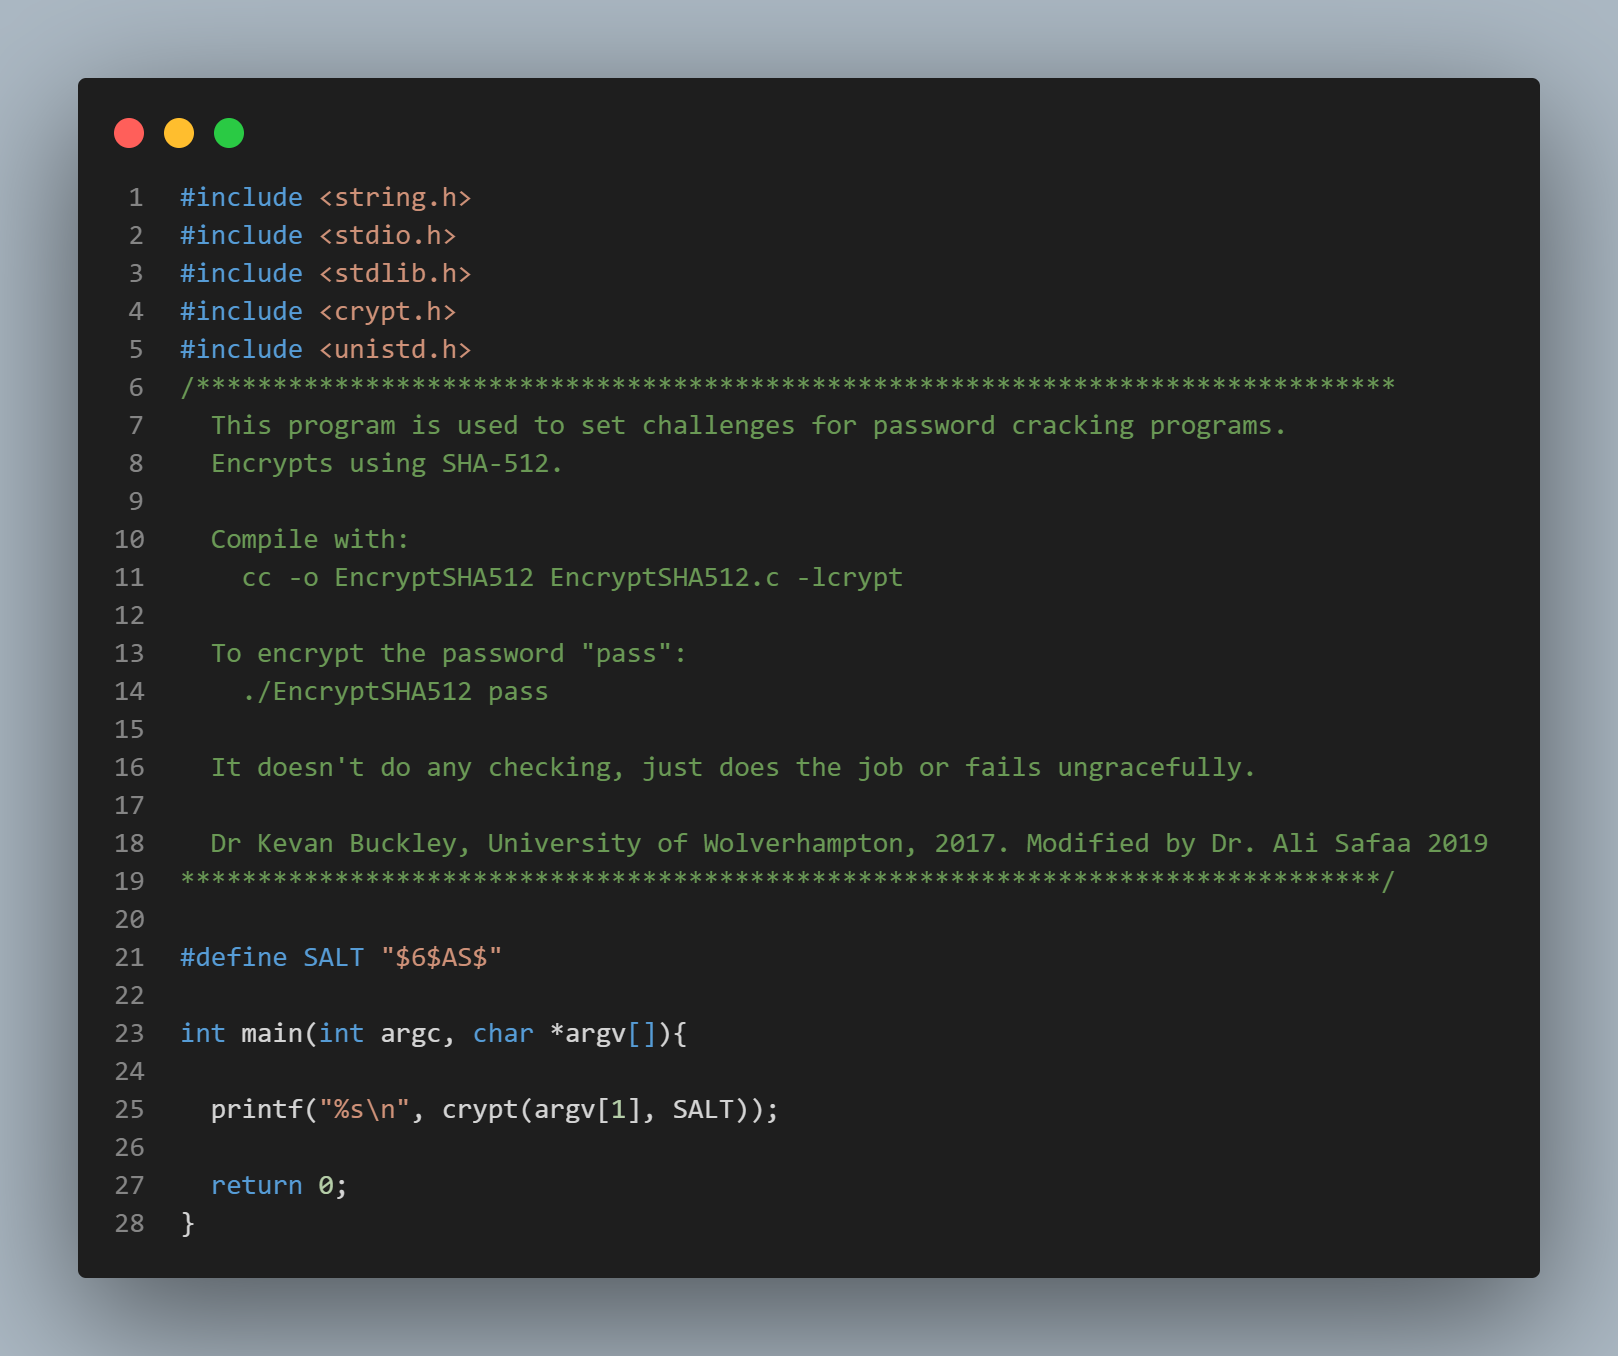 1 #include <string.h>
2 #include <stdio.h>
3 #include <stdlib.h>
4 #include <crypt.h>
5 #include <unistd.h>
6 /******************************************************************************
7   This program is used to set challenges for password cracking programs.
8   Encrypts using SHA-512.
9
10   Compile with:
11     cc -o EncryptSHA512 EncryptSHA512.c -lcrypt
12
13   To encrypt the password "pass":
14     ./EncryptSHA512 pass
15
16   It doesn't do any checking, just does the job or fails ungracefully.
17
18   Dr Kevan Buckley, University of Wolverhampton, 2017. Modified by Dr. Ali Safaa 2019
19 ******************************************************************************/
20
21 #define SALT "$6$AS$"
22
23 int main(int argc, char *argv[]){
24
25   printf("%s\n", crypt(argv[1], SALT));
26
27   return 0;
28 }